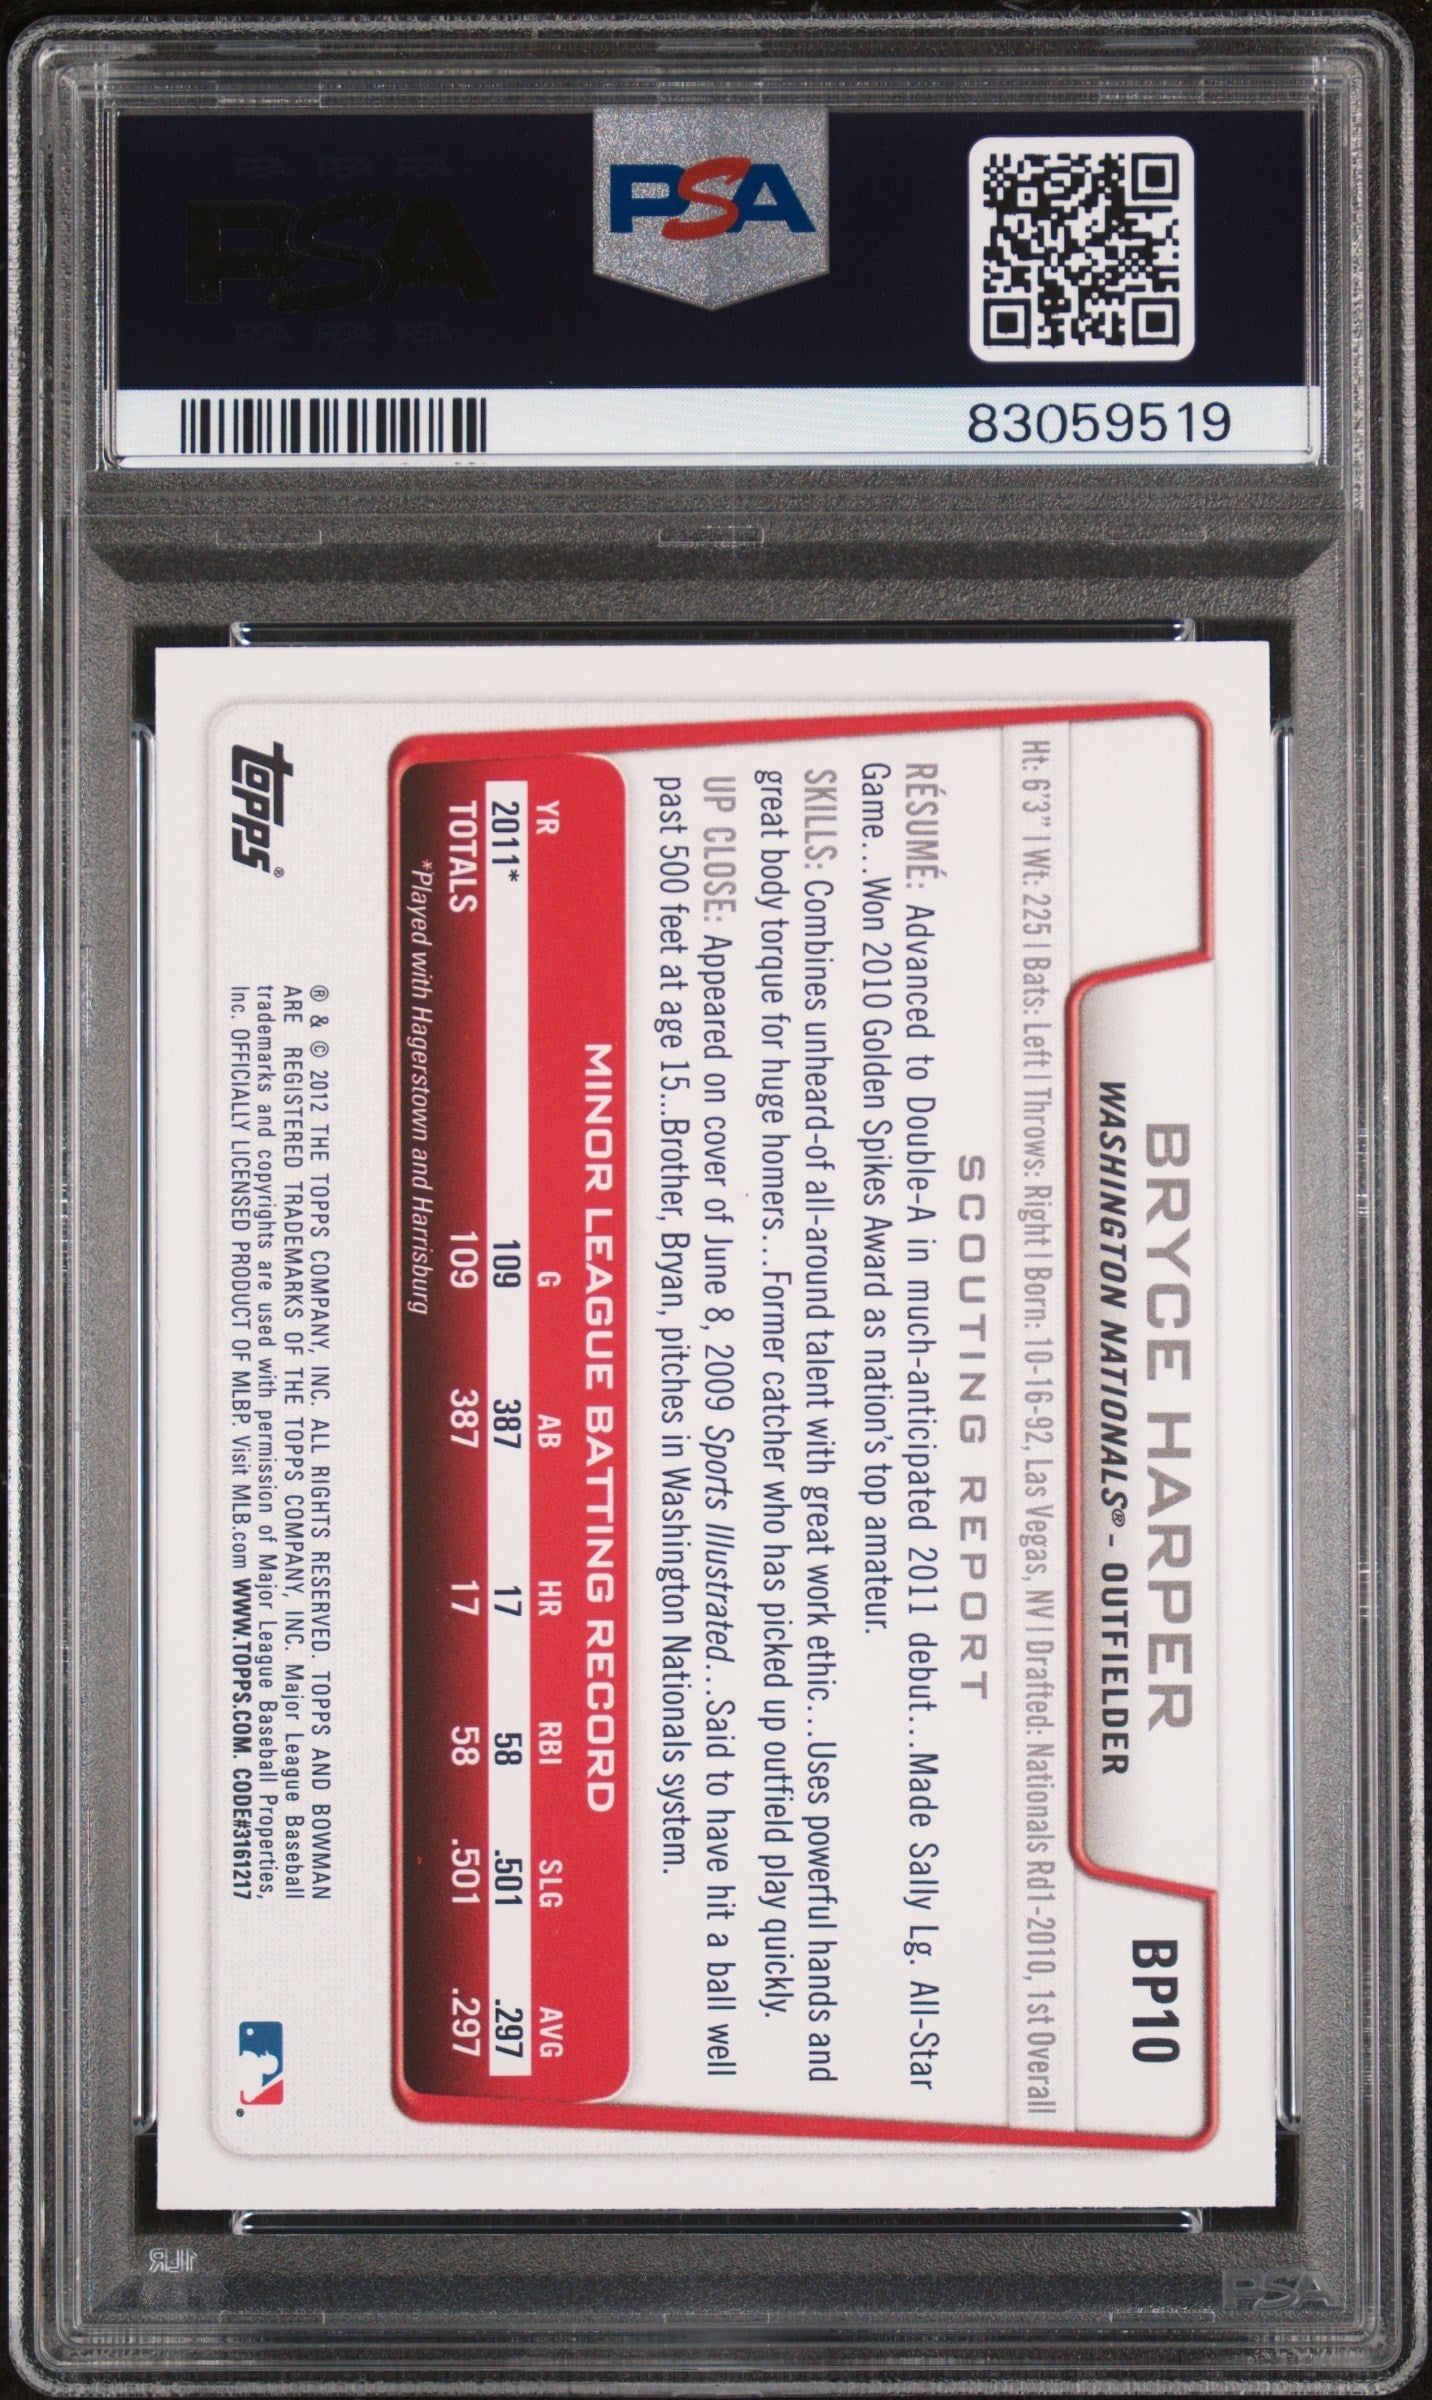 PSA PSA PSA
PSA
PSA PSA PSA
PSA
83059519
BRYCE HARPER
BP10
WASHINGTON NATIONALS® - OUTFIELDER
Ht: 6'3" | Wt: 225 | Bats: Left | Throws: Right | Born: 10-16-92, Las Vegas, NV | Drafted: Nationals Rd1-2010, 1st Overall
SCOUTING REPORT
RÉSUMÉ: Advanced to Double-A in much-anticipated 2011 debut...Made Sally Lg. All-Star
Game...Won 2010 Golden Spikes Award as nation's top amateur.
SKILLS: Combines unheard-of all-around talent with great work ethic...Uses powerful hands and
great body torque for huge homers...Former catcher who has picked up outfield play quickly.
UP CLOSE: Appeared on cover of June 8, 2009 Sports Illustrated...Said to have hit a ball well
past 500 feet at age 15...Brother, Bryan, pitches in Washington Nationals system.
MINOR LEAGUE BATTING RECORD
YR G AB HR RBI SLG AVG
2011* 109 387 17 58 .501 .297
TOTALS 109 387 17 58 .501 .297
*Played with Hagerstown and Harrisburg
topps®
® & © 2012 THE TOPPS COMPANY, INC. ALL RIGHTS RESERVED. TOPPS AND BOWMAN
ARE REGISTERED TRADEMARKS OF THE TOPPS COMPANY, INC. Major League Baseball
trademarks and copyrights are used with permission of Major League Baseball Properties,
Inc. OFFICIALLY LICENSED PRODUCT OF MLBP. Visit MLB.com WWW.TOPPS.COM. CODE#3161217
PSA